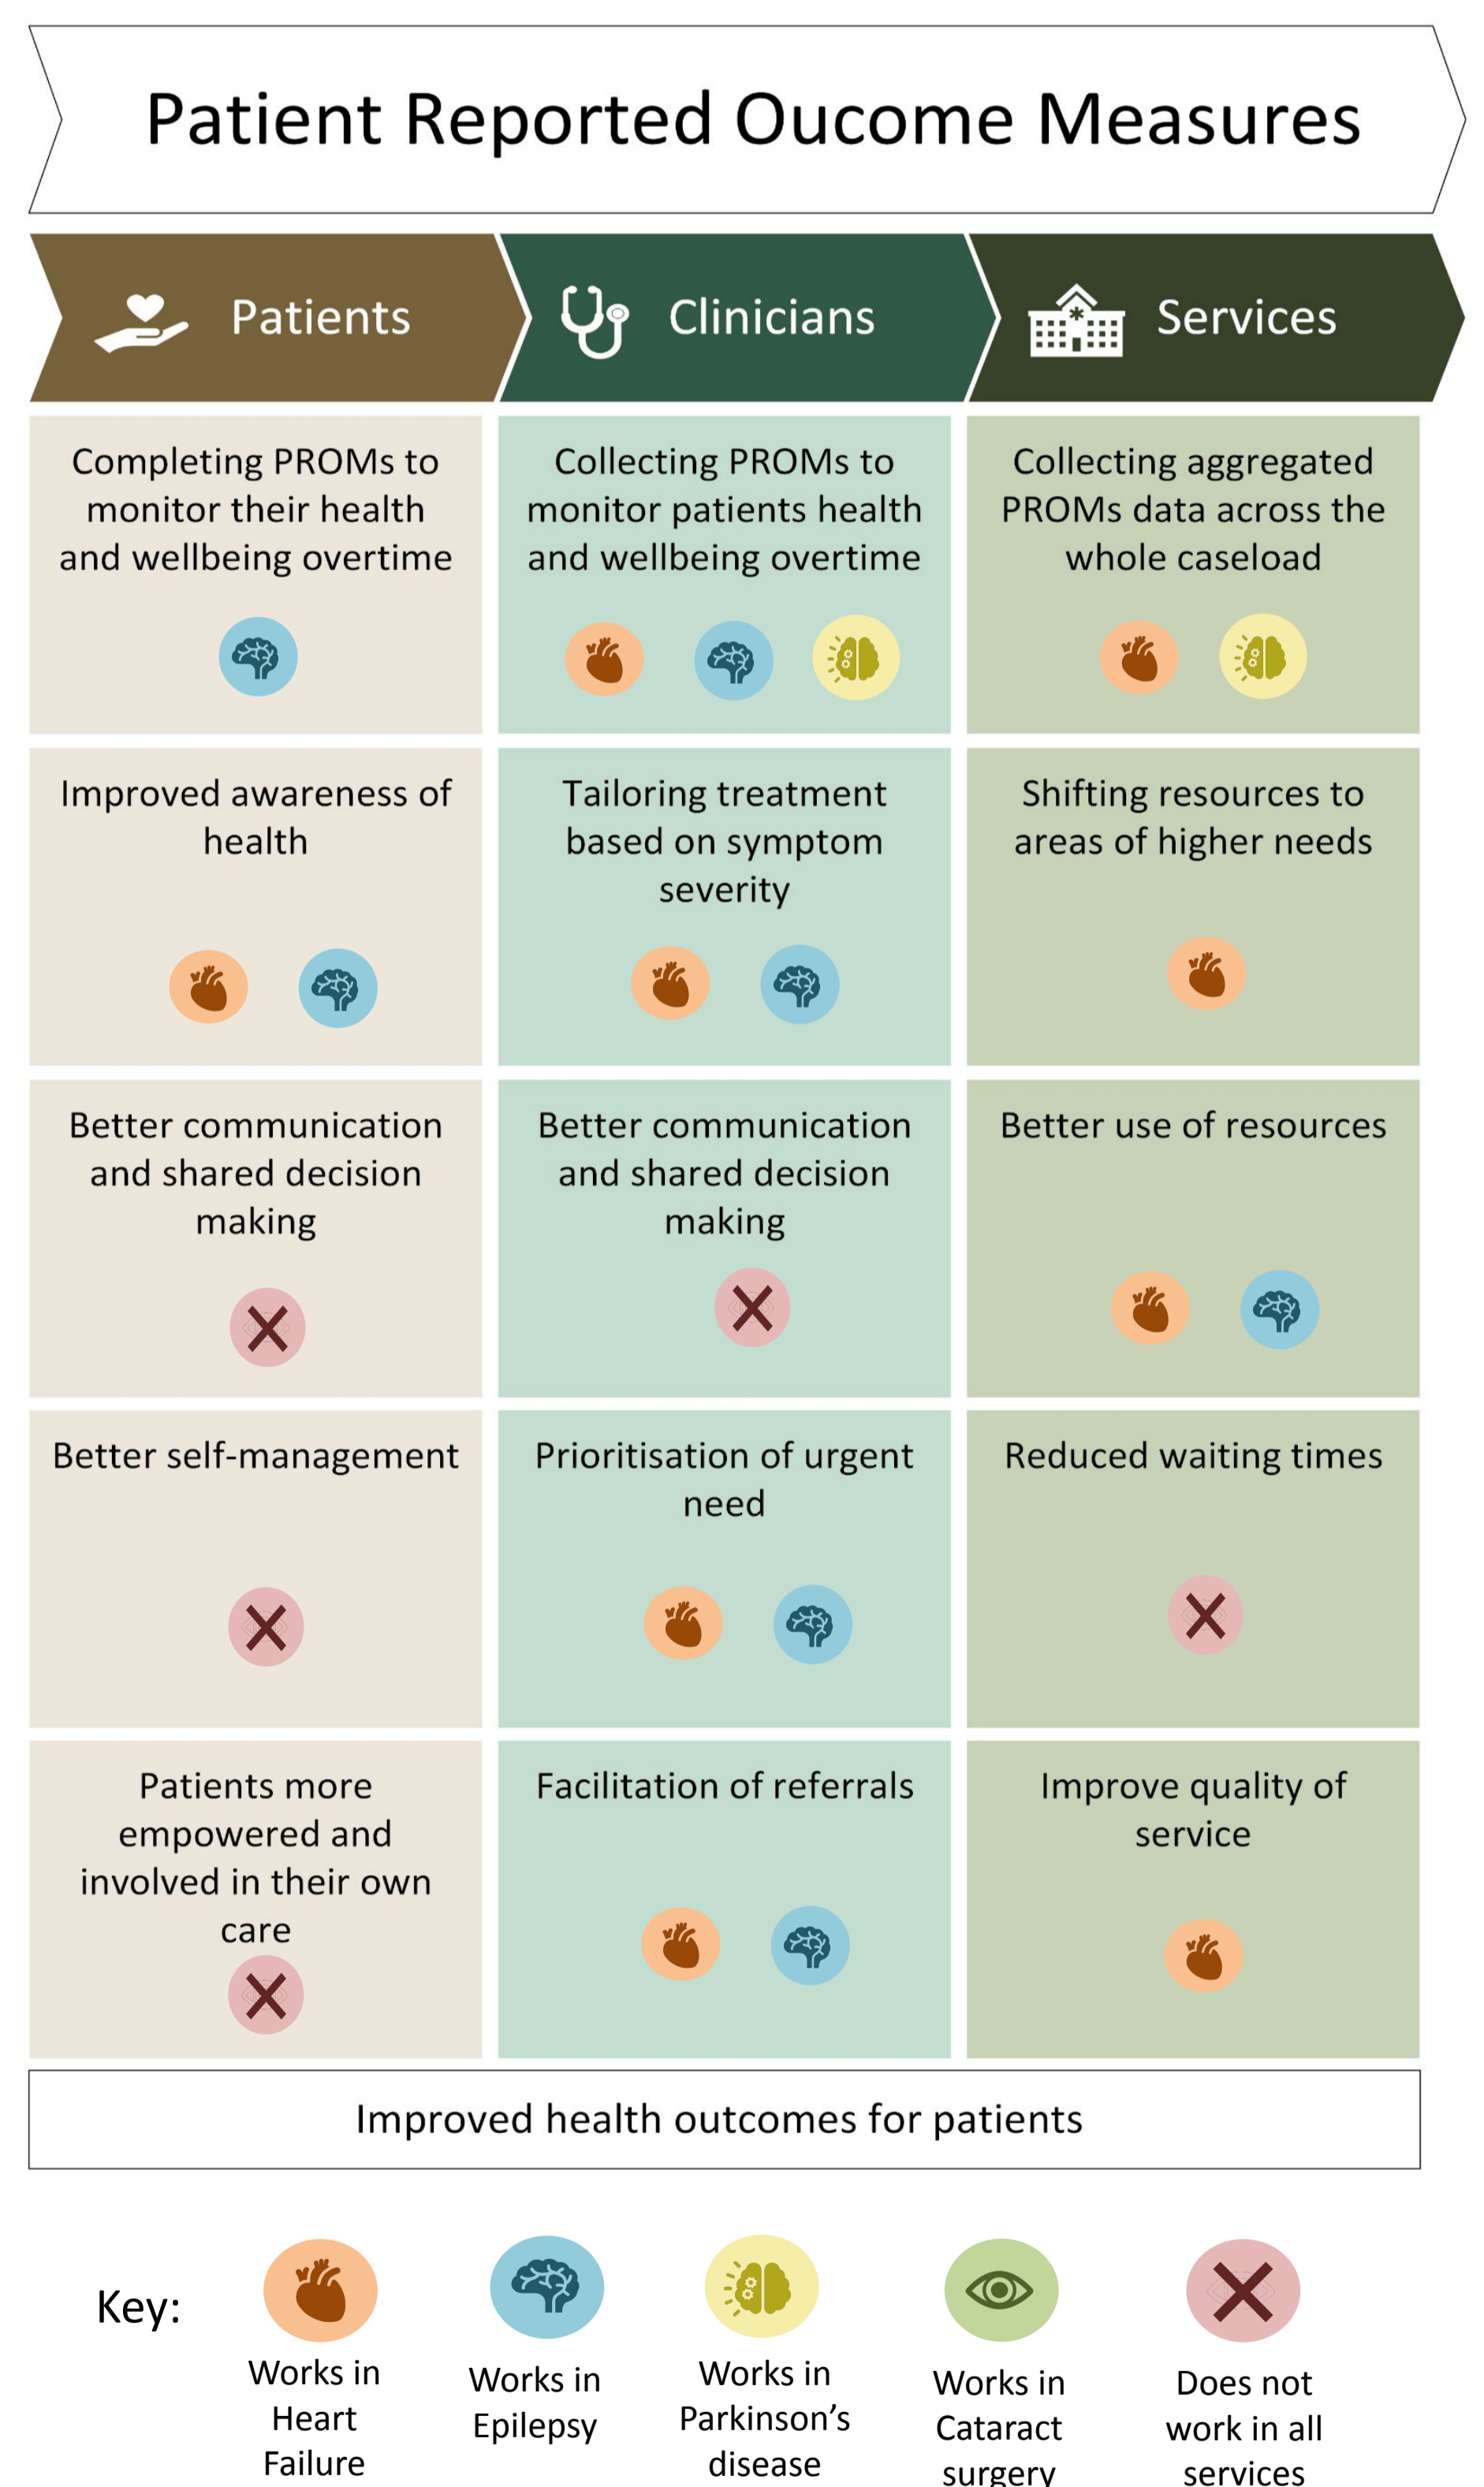 Patient Reported Oucome Measures
Patients
Clinicians
Services
Completing PROMs to
monitor their health
and wellbeing overtime
Collecting PROMs to
monitor patients health
and wellbeing overtime
Collecting aggregated
PROMs data across the
whole caseload
Improved awareness of
health
Tailoring treatment
based on symptom
severity
Shifting resources to
areas of higher needs
Better communication
and shared decision
making
Better communication
and shared decision
making
Better use of resources
Better self-management
Prioritisation of urgent
need
Reduced waiting times
Patients more
empowered and
involved in their own
care
Facilitation of referrals
Improve quality of
service
Improved health outcomes for patients
Key:
Works in
Heart
Failure
Works in
Epilepsy
Works in
Parkinson’s
disease
Works in
Cataract
surgery
Does not
work in all
services